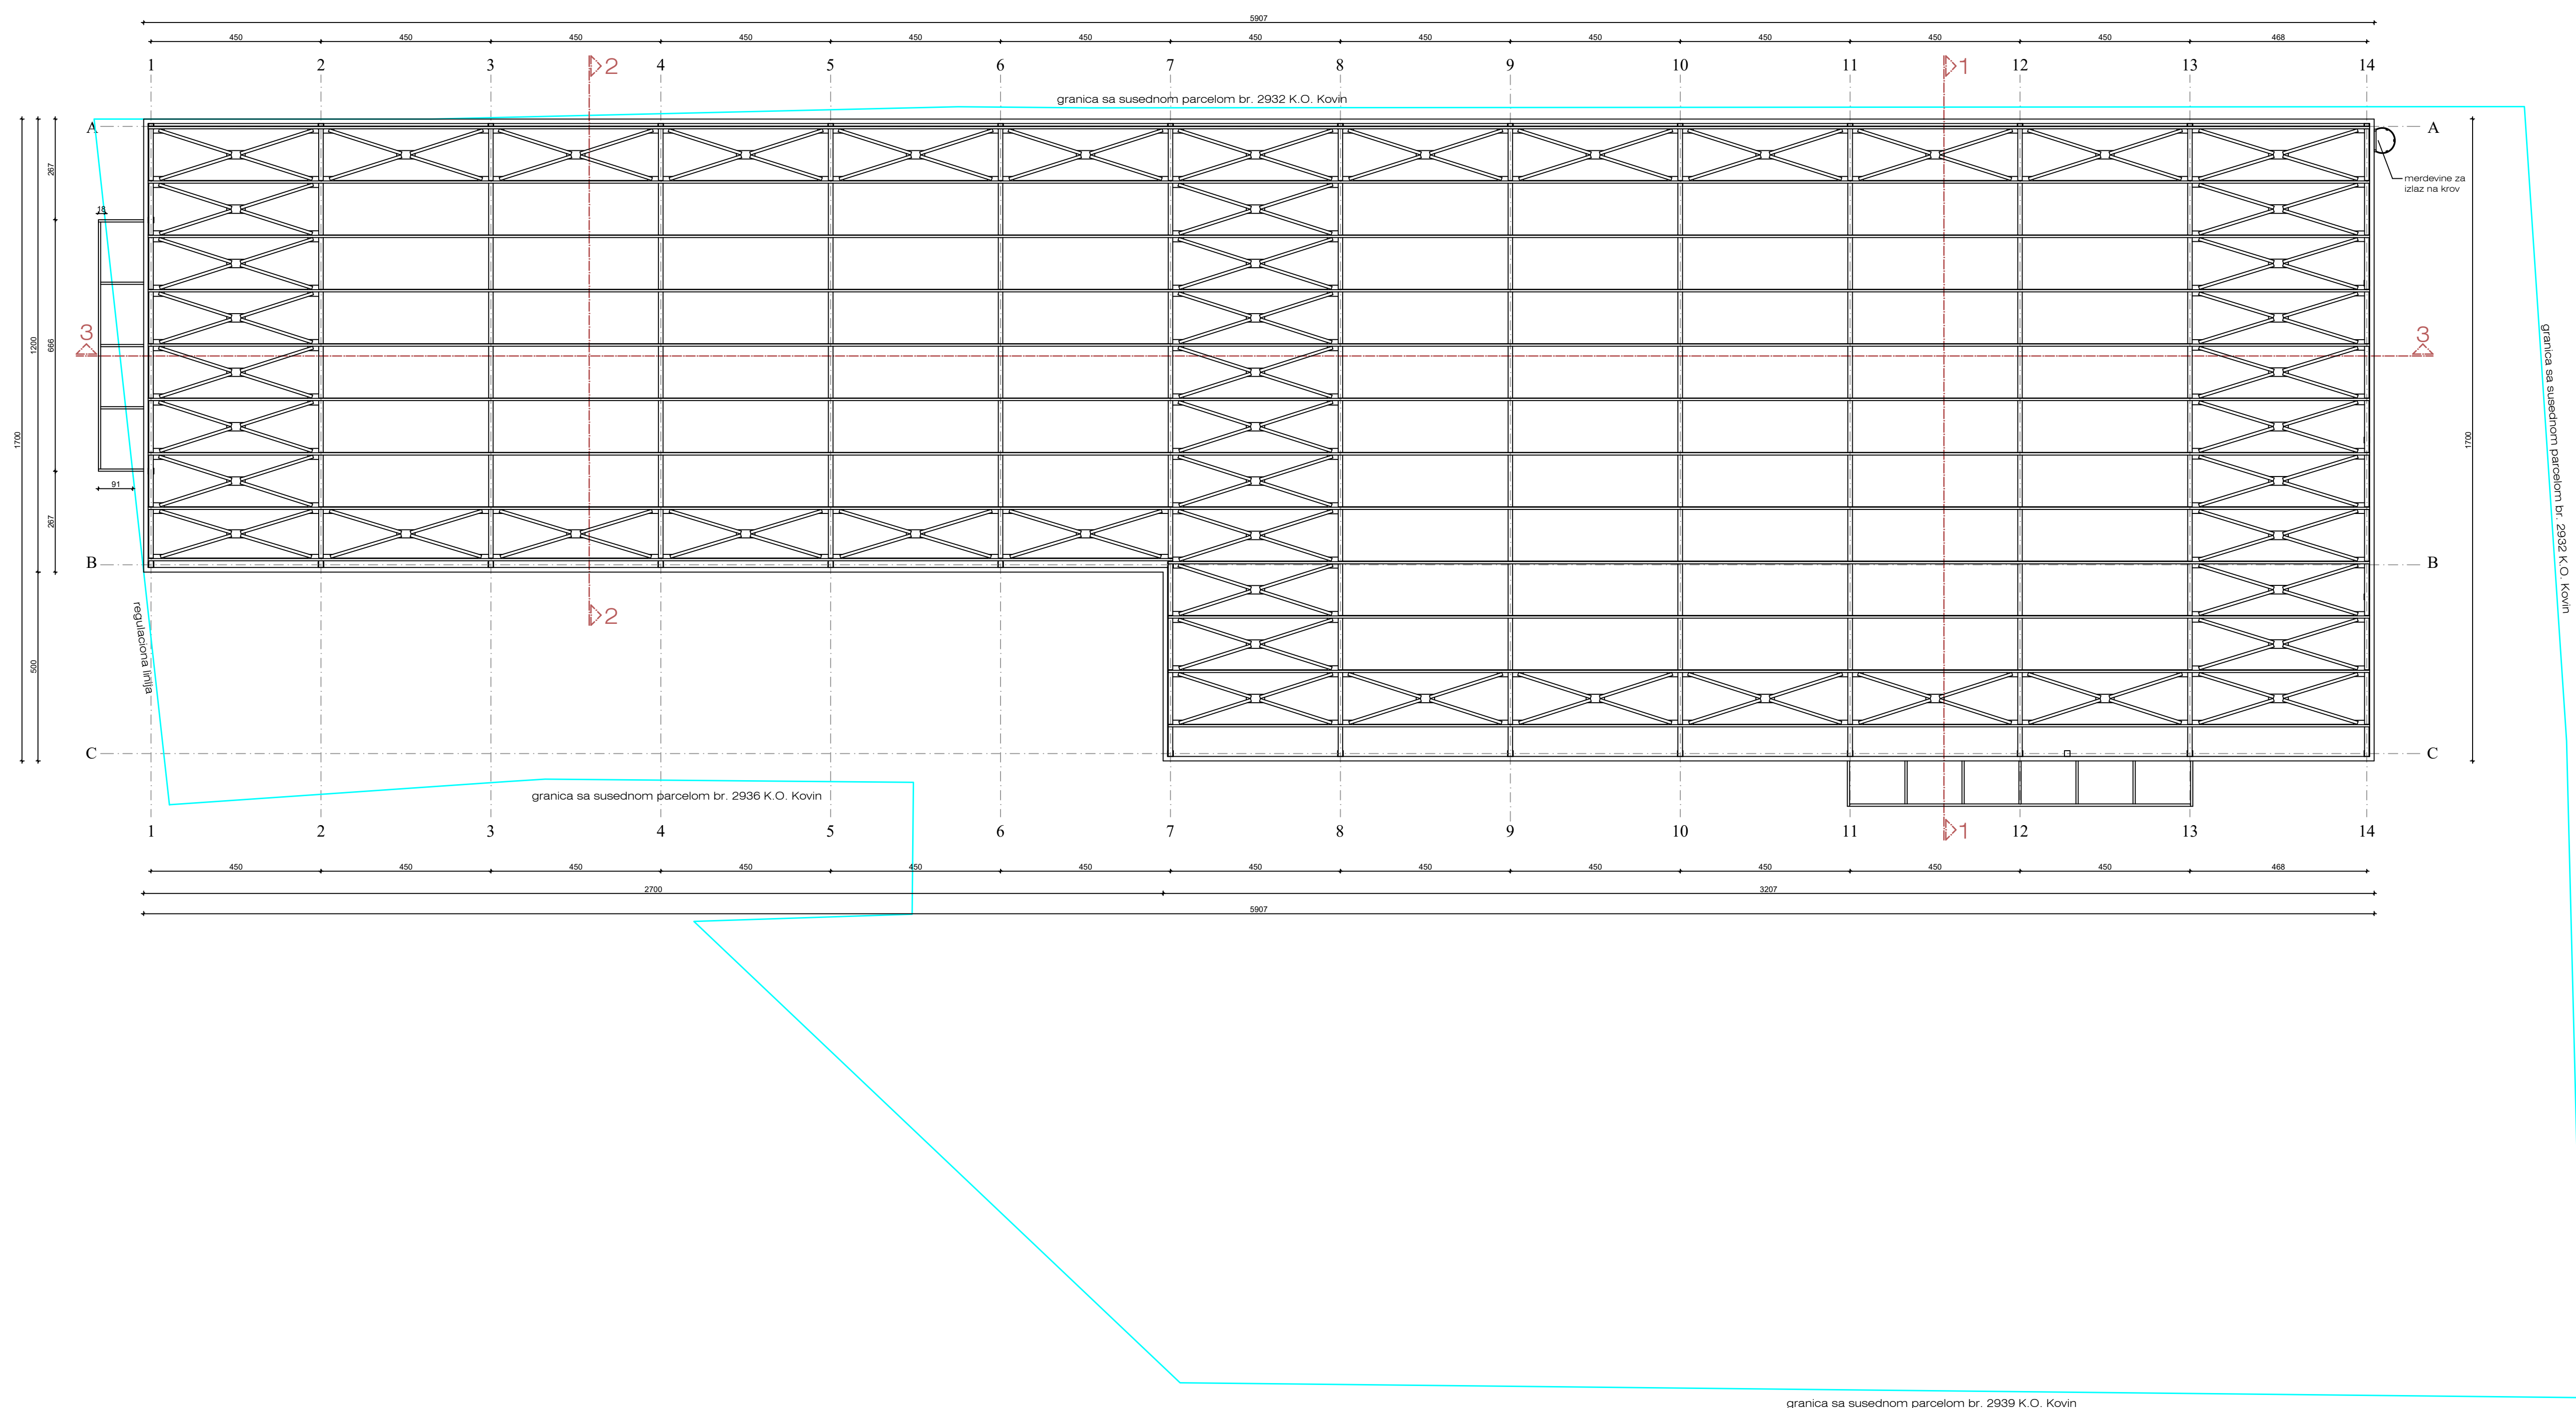 5907
450 450 450 450 450 450 450 450 450 450 450 450 468
1 2 3 2 4 5 6 7 8 9 10 11 1 12 13 14
granica sa susednom parcelom br. 2932 K.O. Kovin
A A
merdevine za
izlaz na krov
267
18
1200
666
3 3
granica sa susednom parcelom br. 2932 K.O. Kovin
1700
1700
91
267
B B
2
regulaciona linija
500
C C
granica sa susednom parcelom br. 2936 K.O. Kovin
1 2 3 4 5 6 7 8 9 10 11 1 12 13 14
450 450 450 450 450 450 450 450 450 450 450 450 468
2700 3207
5907
granica sa susednom parcelom br. 2939 K.O. Kovin